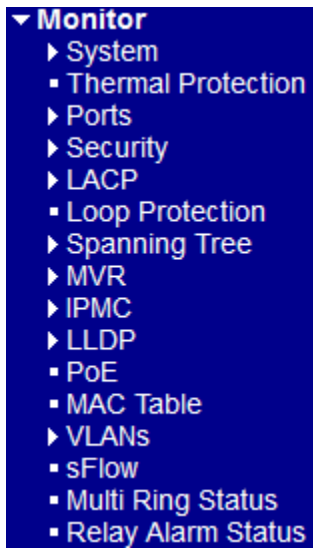 Monitor
System
Thermal Protection
Ports
Security
LACP
Loop Protection
Spanning Tree
MVR
IPMC
LLDP
PoE
MAC Table
VLANs
sFlow
Multi Ring Status
Relay Alarm Status